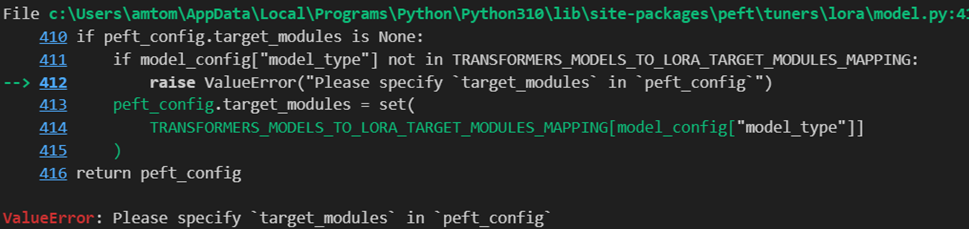 File c:\Users\amtom\AppData\Local\Programs\Python\Python310\lib\site-packages\peft\tuners\lora\model.py:41
410 if peft_config.target_modules is None:
411     if model_config["model_type"] not in TRANSFORMERS_MODELS_TO_LORA_TARGET_MODULES_MAPPING:
--> 412         raise ValueError("Please specify `target_modules` in `peft_config`")
413     peft_config.target_modules = set(
414         TRANSFORMERS_MODELS_TO_LORA_TARGET_MODULES_MAPPING[model_config["model_type"]]
415     )
416 return peft_config
ValueError: Please specify `target_modules` in `peft_config`